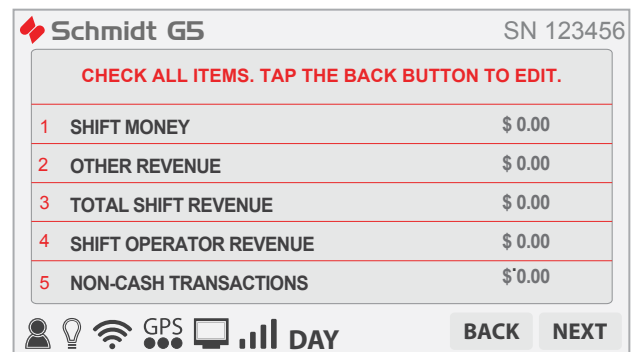 Schmidt G5 SN 123456
CHECK ALL ITEMS. TAP THE BACK BUTTON TO EDIT.
1 SHIFT MONEY $ 0.00
2 OTHER REVENUE $ 0.00
3 TOTAL SHIFT REVENUE $ 0.00
4 SHIFT OPERATOR REVENUE $ 0.00
5 NON-CASH TRANSACTIONS $ 0.00
GPS DAY BACK NEXT